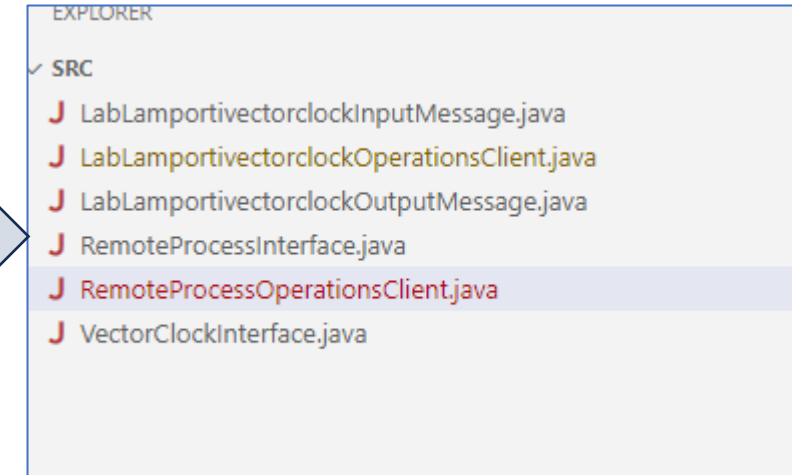 EXPLORER
SRC
J LabLamportivectorclockInputMessage.java
J LabLamportivectorclockOperationsClient.java
J LabLamportivectorclockOutputMessage.java
J RemoteProcessInterface.java
J RemoteProcessOperationsClient.java
J VectorClockInterface.java